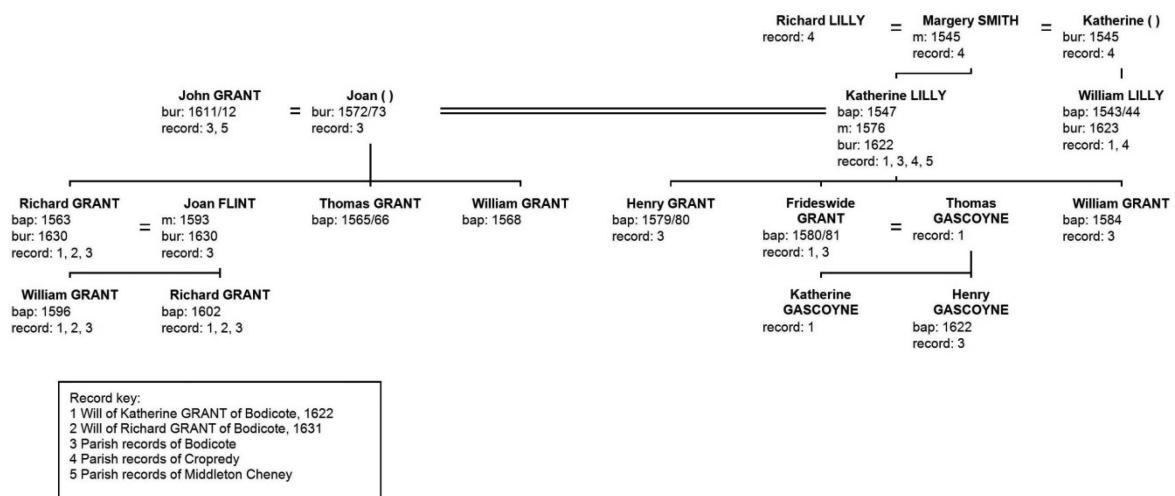 Richard LILLY
record: 4
=
Margery SMITH
m: 1545
record: 4
=
Katherine ( )
bur: 1545
record: 4
John GRANT
bur: 1611/12
record: 3, 5
=
Joan ( )
bur: 1572/73
record: 3
Katherine LILLY
bap: 1547
m: 1576
bur: 1622
record: 1, 3, 4, 5
William LILLY
bap: 1543/44
bur: 1623
record: 1, 4
Richard GRANT
bap: 1563
bur: 1630
record: 1, 2, 3
=
Joan FLINT
m: 1593
bur: 1630
record: 3
Thomas GRANT
bap: 1565/66
William GRANT
bap: 1568
Henry GRANT
bap: 1579/80
record: 3
Frideswide
GRANT
bap: 1580/81
record: 1, 3
=
Thomas
GASCOYNE
record: 1
William GRANT
bap: 1584
record: 3
William GRANT
bap: 1596
record: 1, 2, 3
Richard GRANT
bap: 1602
record: 1, 2, 3
Katherine
GASCOYNE
record: 1
Henry
GASCOYNE
bap: 1622
record: 3
Record key:
1 Will of Katherine GRANT of Bodicote, 1622
2 Will of Richard GRANT of Bodicote, 1631
3 Parish records of Bodicote
4 Parish records of Cropredy
5 Parish records of Middleton Cheney